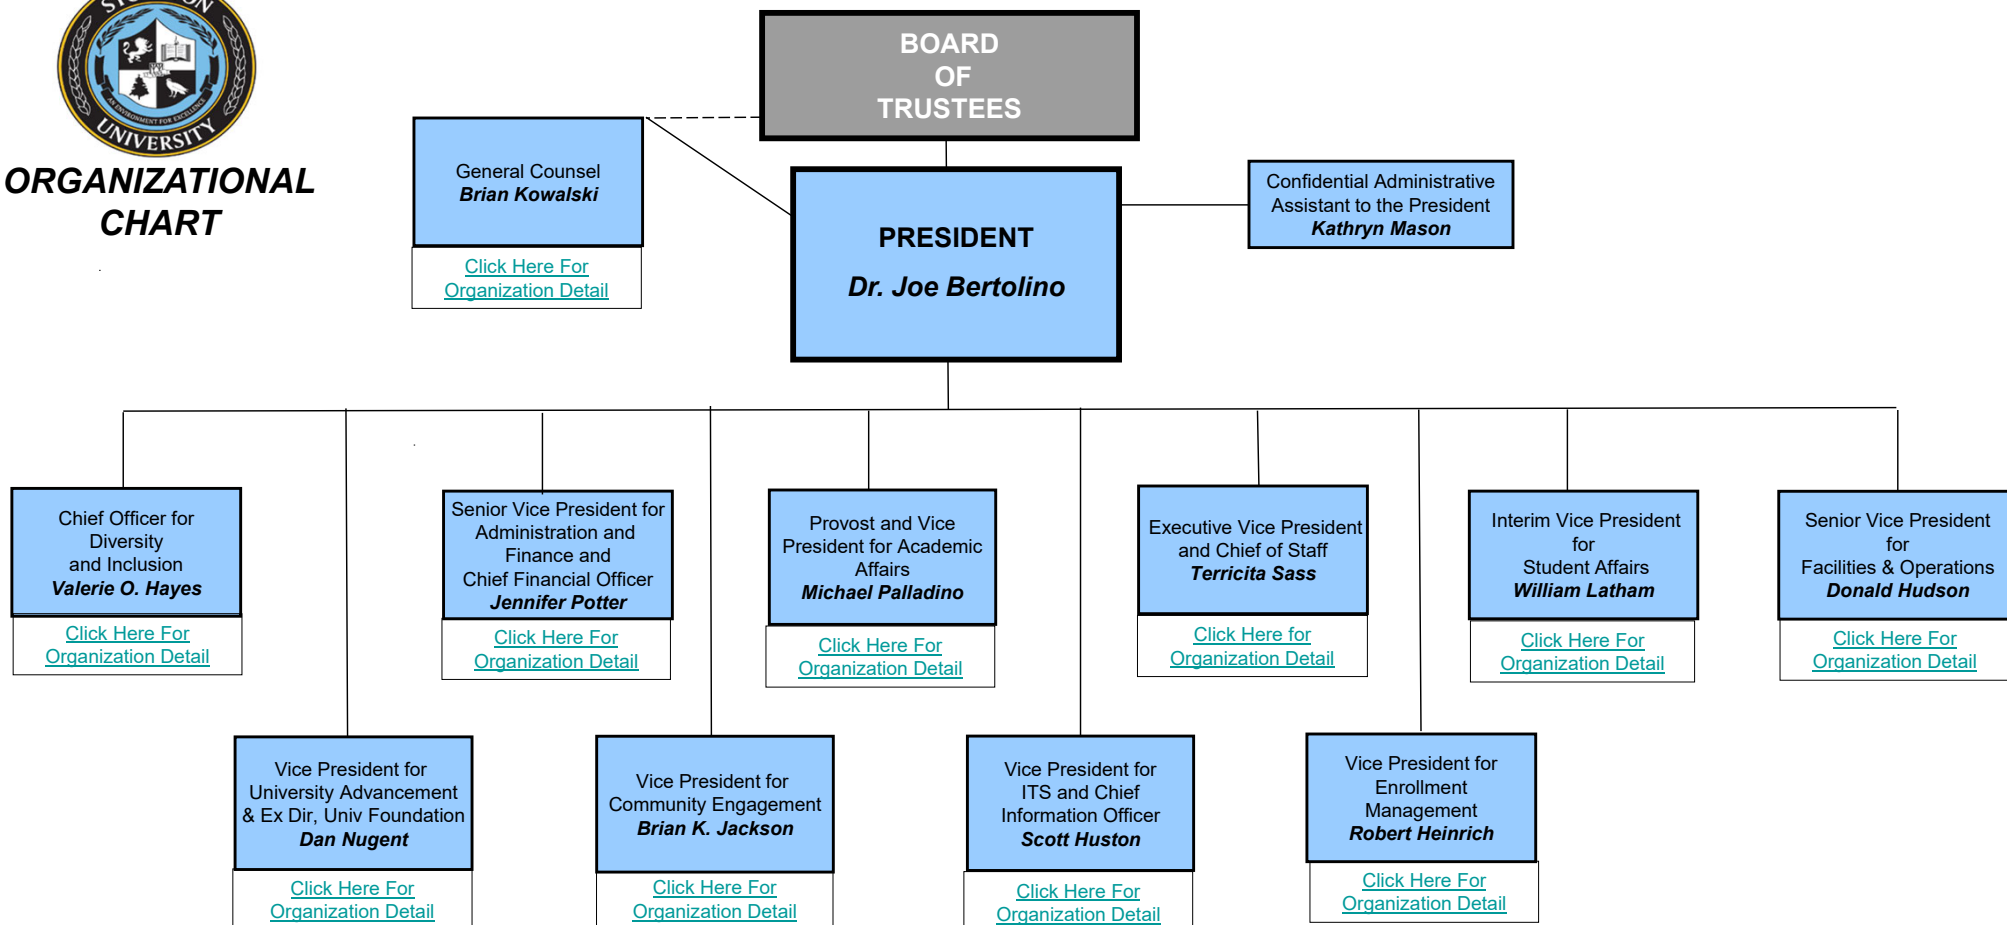 UNIVERSITY
AN ENVIRONMENT FOR EXCELLENCE
ORGANIZATIONAL
CHART
BOARD
OF
TRUSTEES
General Counsel
Brian Kowalski
Click Here For
Organization Detail
PRESIDENT
Dr. Joe Bertolino
Confidential Administrative
Assistant to the President
Kathryn Mason
Chief Officer for
Diversity
and Inclusion
Valerie O. Hayes
Click Here For
Organization Detail
Senior Vice President for
Administration and
Finance and
Chief Financial Officer
Jennifer Potter
Click Here For
Organization Detail
Provost and Vice
President for Academic
Affairs
Michael Palladino
Click Here For
Organization Detail
Executive Vice President
and Chief of Staff
Terricita Sass
Click Here for
Organization Detail
Interim Vice President
for
Student Affairs
William Latham
Click Here For
Organization Detail
Senior Vice President
for
Facilities & Operations
Donald Hudson
Click Here For
Organization Detail
Vice President for
University Advancement
& Ex Dir, Univ Foundation
Dan Nugent
Click Here For
Organization Detail
Vice President for
Community Engagement
Brian K. Jackson
Click Here For
Organization Detail
Vice President for
ITS and Chief
Information Officer
Scott Huston
Click Here For
Organization Detail
Vice President for
Enrollment
Management
Robert Heinrich
Click Here For
Organization Detail